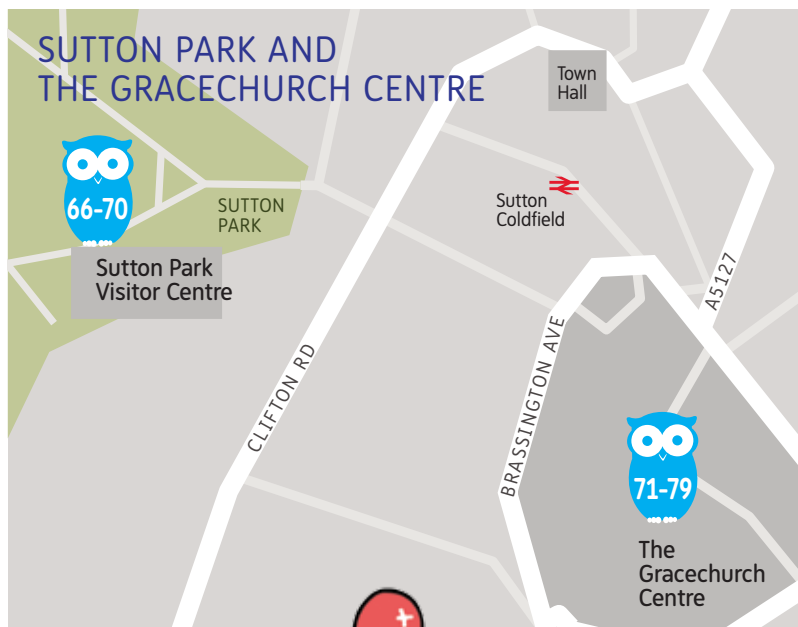 SUTTON PARK AND
THE GRACECHURCH CENTRE
Town
Hall
66-70
SUTTON
PARK
Sutton
Coldfield
Sutton Park
Visitor Centre
A5127
CLIFTON RD
BRASSINGTON AVE
71-79
The
Gracechurch
Centre